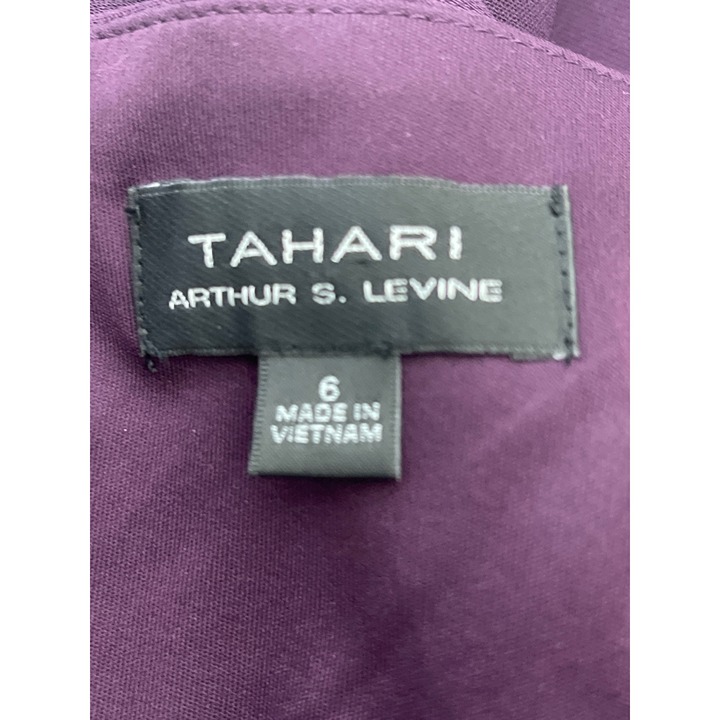 TAHARI
ARTHUR S. LEVINE
6
MADE IN
VIETNAM